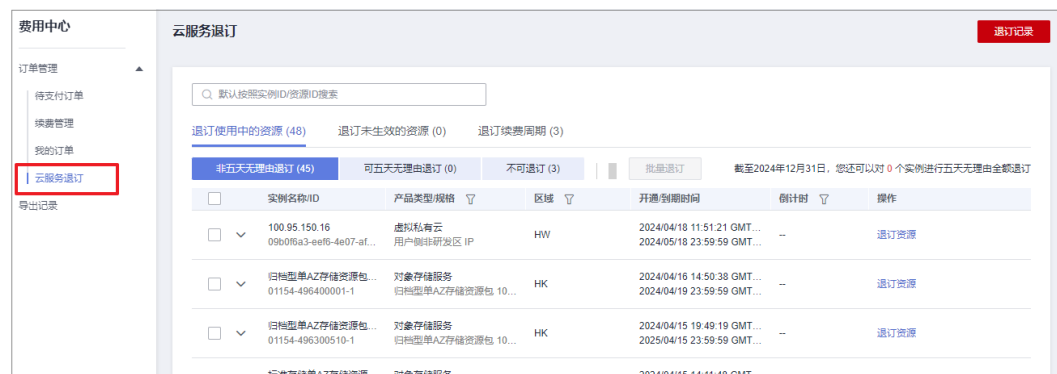 费用中心
云服务退订
退订记录
订单管理
待支付订单
续费管理
我的订单
云服务退订
导出记录
默认按照实例ID/资源ID搜索
退订使用中的资源 (48) 退订未生效的资源 (0) 退订续费周期 (3)
非五天无理由退订 (45) 可五天无理由退订 (0) 不可退订 (3) 批量退订 截至2024年12月31日，您还可以对 0 个实例进行五天无理由全额退订
实例名称/ID 产品类型/规格 区域 开通/到期时间 倒计时 操作
100.95.150.16 虚拟私有云 HW 2024/04/18 11:51:21 GMT... -- 退订资源
09b0f6a3-eef6-4e07-af... 用户侧非研发区 IP 2024/05/18 23:59:59 GMT...
归档型单AZ存储资源包... 对象存储服务 HK 2024/04/16 14:50:38 GMT... -- 退订资源
01154-496400001-1 归档型单AZ存储资源包 10... 2024/04/19 23:59:59 GMT...
归档型单AZ存储资源包... 对象存储服务 HK 2024/04/15 19:49:19 GMT... -- 退订资源
01154-496300510-1 归档型单AZ存储资源包 10... 2025/04/15 23:59:59 GMT...